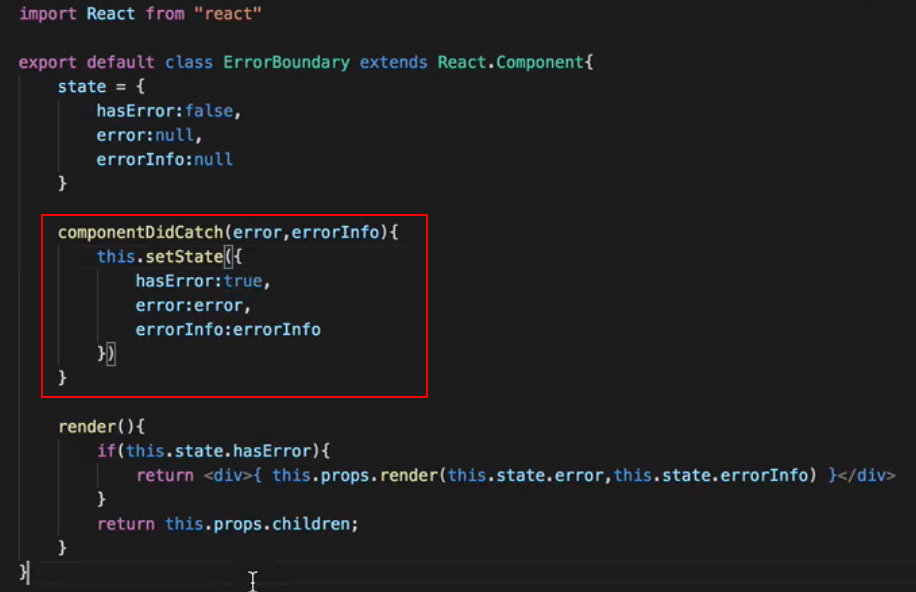 import React from "react"
export default class ErrorBoundary extends React.Component{
state = {
hasError:false,
error:null,
errorInfo:null
}
componentDidCatch(error,errorInfo){
this.setState({
hasError:true,
error:error,
errorInfo:errorInfo
})
}
render(){
if(this.state.hasError){
return <div>{ this.props.render(this.state.error,this.state.errorInfo) }</div>
}
return this.props.children;
}
}